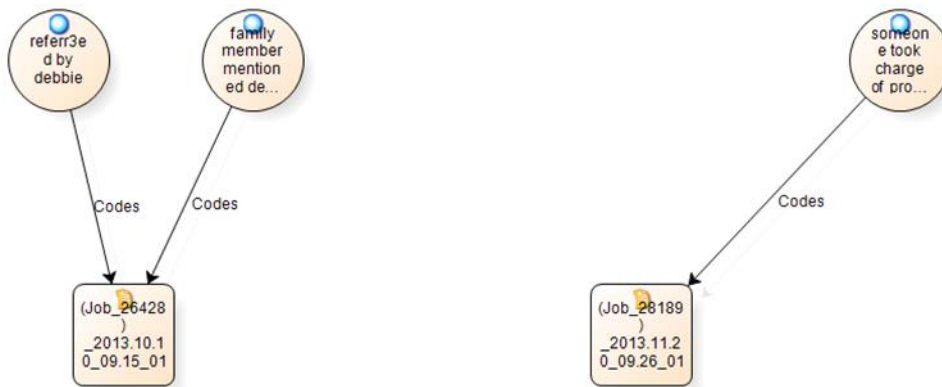 referr3e
d by
debbie
family
member
mention
ed de...
someon
e took
charge
of pro...
Codes
Codes
Codes
(Job_26428
)
_2013.10.1
0_09.15_01
(Job_28189
)
_2013.11.2
0_09.26_01